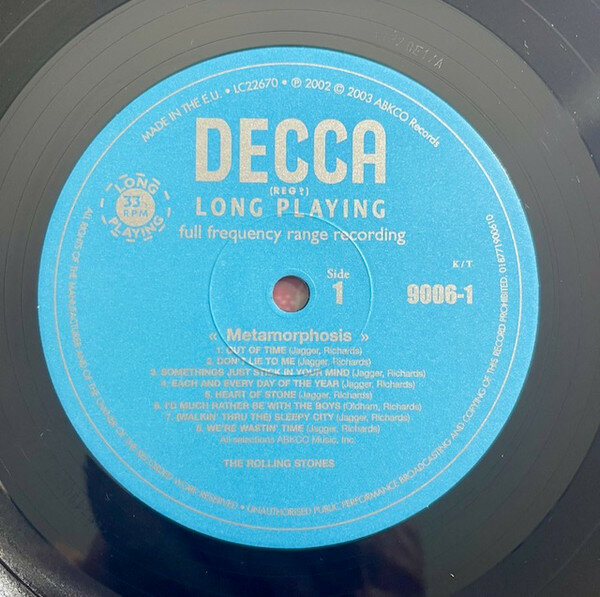 MADE IN THE E.U. • LC22670 • ℗ 2002 © 2003 ABKCO Records
DECCA
(REGᵈ)
LONG PLAYING
full frequency range recording
LONG
33⅓
RPM
PLAYING
K/T
Side
1
9006-1
« Metamorphosis »
1. OUT OF TIME (Jagger, Richards)
2. DON'T LIE TO ME (Jagger, Richards)
3. SOMETHINGS JUST STICK IN YOUR MIND (Jagger, Richards)
4. EACH AND EVERY DAY OF THE YEAR (Jagger, Richards)
5. HEART OF STONE (Jagger, Richards)
6. I'D MUCH RATHER BE WITH THE BOYS (Oldham, Richards)
7. (WALKIN' THRU THE) SLEEPY CITY (Jagger, Richards)
8. WE'RE WASTIN' TIME (Jagger, Richards)
All selections ABKCO Music, Inc.
THE ROLLING STONES
ALL RIGHTS OF THE MANUFACTURER AND OF THE OWNER OF THE RECORDED WORK RESERVED • UNAUTHORISED PUBLIC PERFORMANCE BROADCASTING AND COPYING OF THIS RECORD PROHIBITED. 018771900610